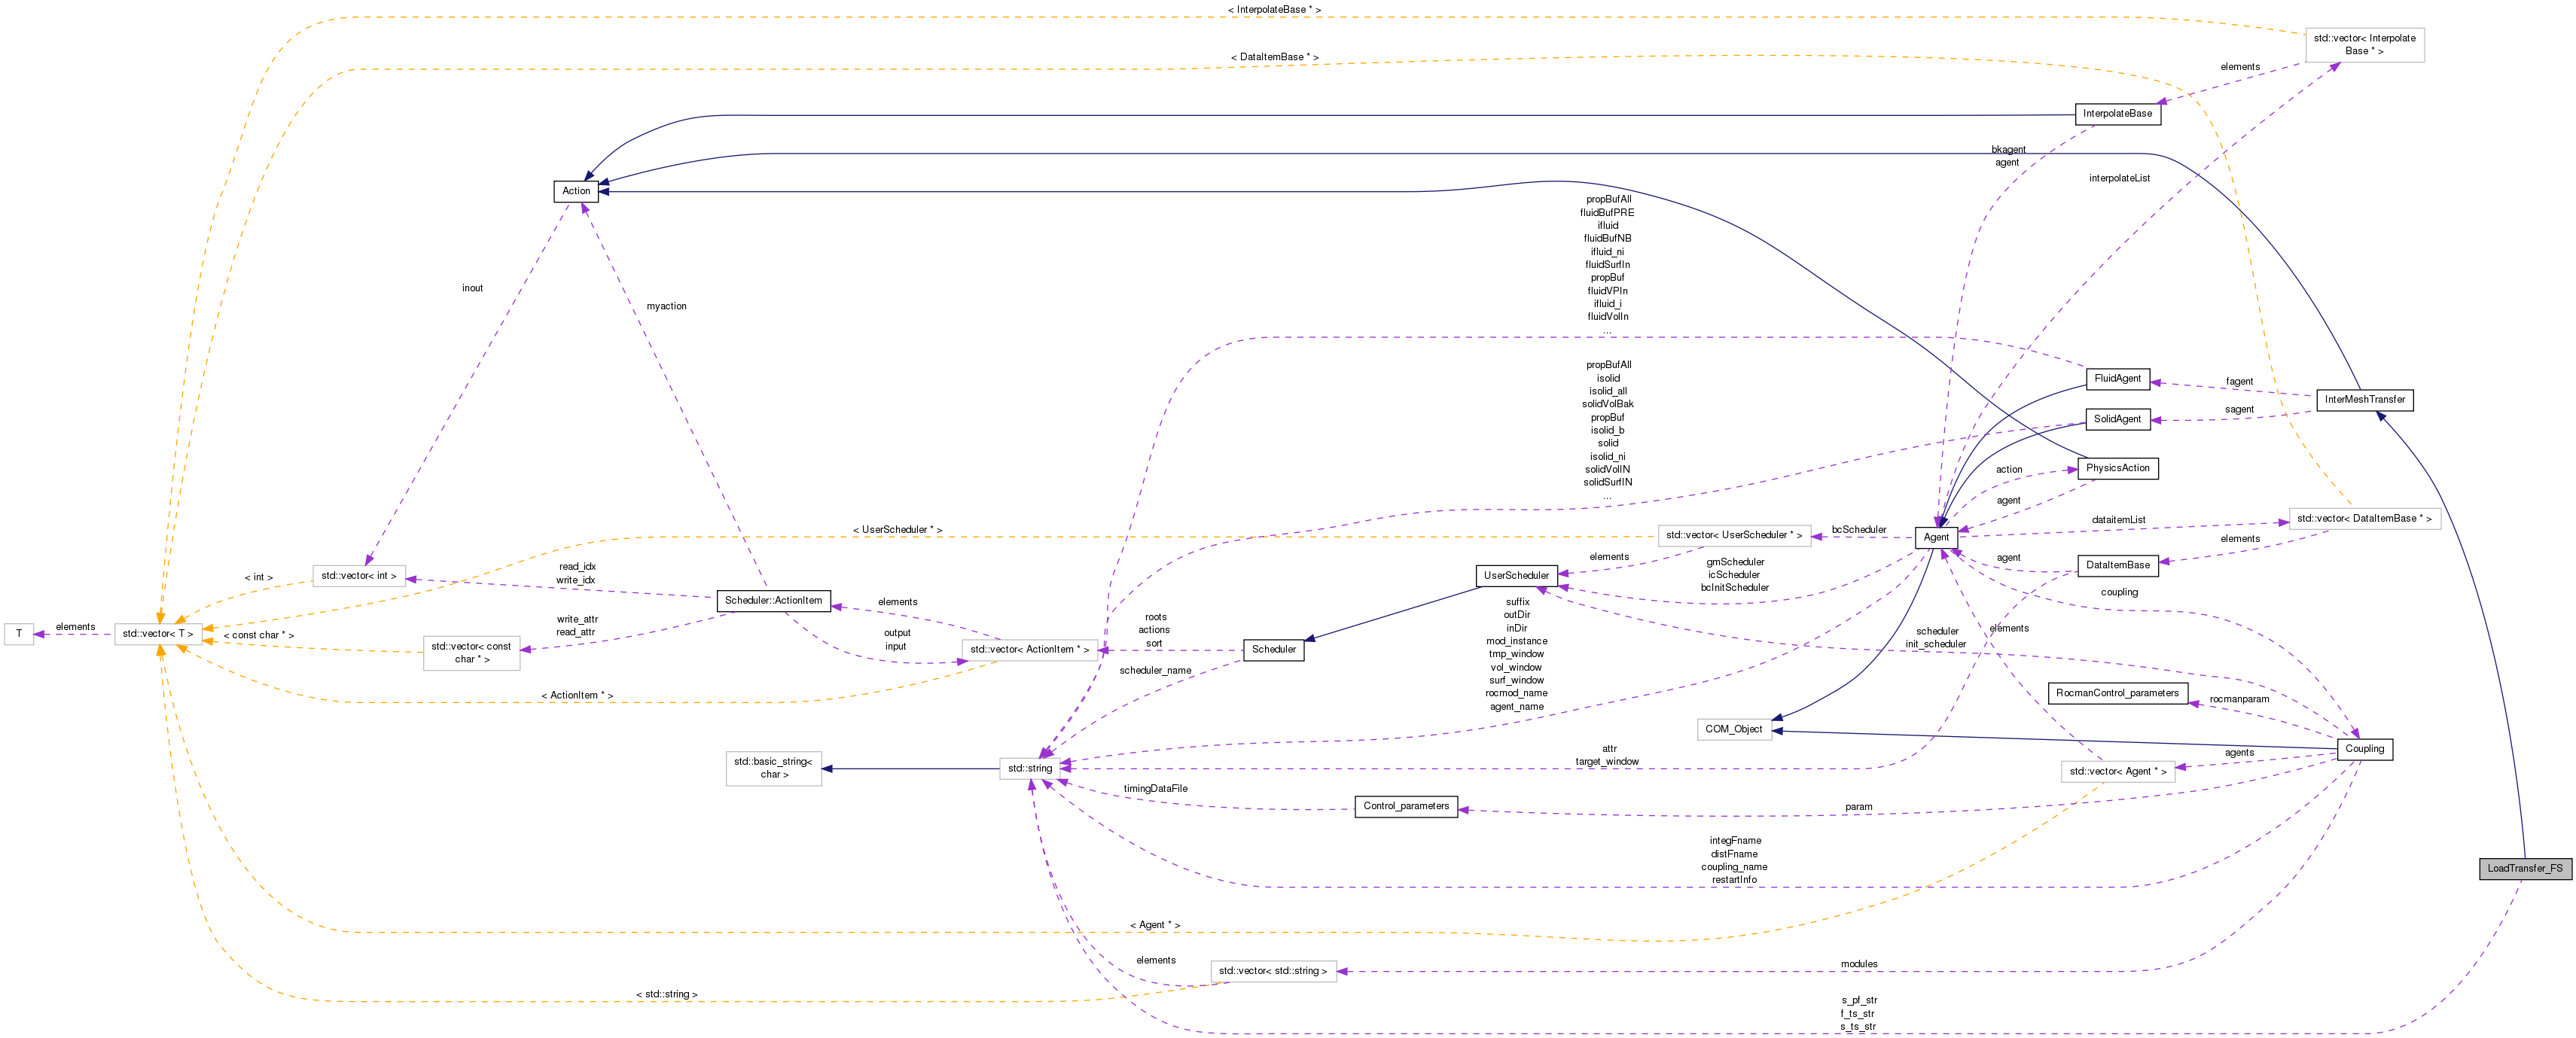 < InterpolateBase * >
std::vector< Interpolate
Base * >
< DataItemBase * >
elements
InterpolateBase
bkagent
agent
interpolateList
Action
propBufAll
fluidBufPRE
ifluid
fluidBufNB
ifluid_ni
fluidSurfIn
propBuf
fluidVPIn
ifluid_i
fluidVolIn
...
inout
myaction
propBufAll
isolid
isolid_all
solidVolBak
propBuf
isolid_b
solid
isolid_ni
solidVolIN
solidSurfIN
...
FluidAgent
fagent
InterMeshTransfer
SolidAgent
sagent
PhysicsAction
action
agent
std::vector< DataItemBase * >
dataitemList
elements
< UserScheduler * >
std::vector< UserScheduler * >
bcScheduler
Agent
elements
agent
DataItemBase
gmScheduler
icScheduler
bcInitScheduler
coupling
UserScheduler
std::vector< int >
< int >
read_idx
write_idx
Scheduler::ActionItem
elements
suffix
outDir
inDir
mod_instance
tmp_window
vol_window
surf_window
rocmod_name
agent_name
T
elements
std::vector< T >
< const char * >
write_attr
read_attr
std::vector< const
char * >
output
input
std::vector< ActionItem * >
roots
actions
sort
Scheduler
scheduler_name
scheduler
init_scheduler
elements
< ActionItem * >
RocmanControl_parameters
rocmanparam
COM_Object
Coupling
agents
std::vector< Agent * >
attr
target_window
std::basic_string<
char >
std::string
timingDataFile
Control_parameters
param
integFname
distFname
coupling_name
restartInfo
LoadTransfer_FS
< Agent * >
elements
std::vector< std::string >
modules
< std::string >
s_pf_str
f_ts_str
s_ts_str